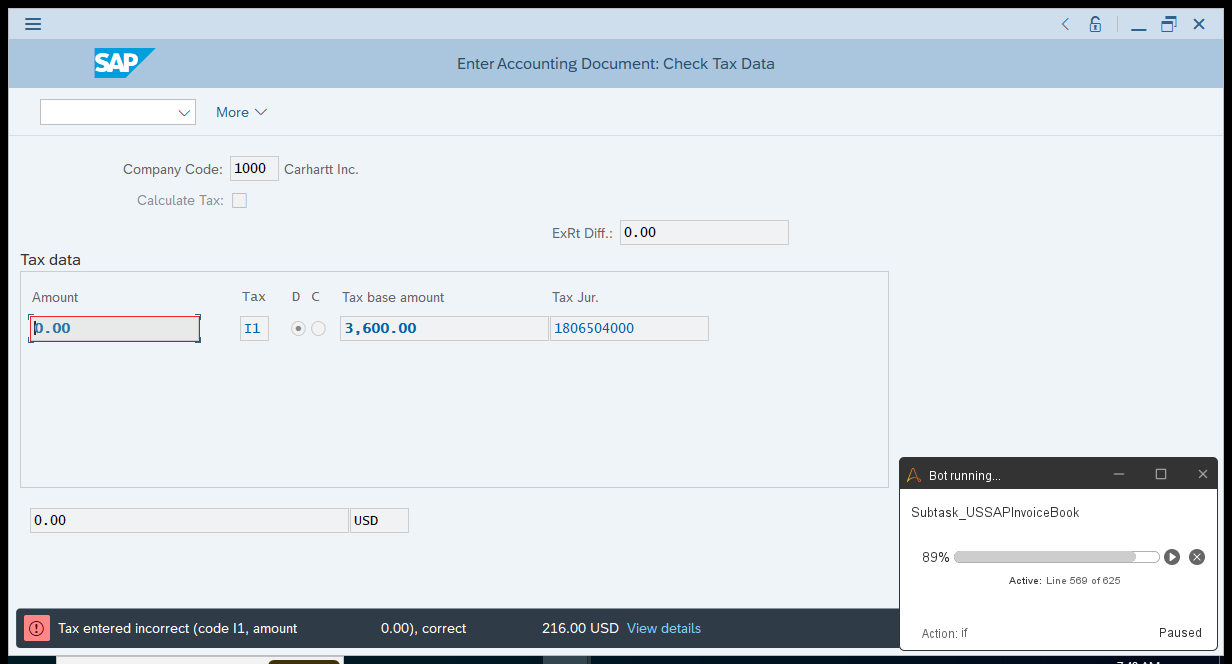 SAP
Enter Accounting Document: Check Tax Data
More
Company Code: 1000 Carhartt Inc.
Calculate Tax:
ExRt Diff.: 0.00
Tax data
Amount Tax D C Tax base amount Tax Jur.
0.00 I1 3,600.00 1806504000
0.00 USD
Tax entered incorrect (code I1, amount 0.00), correct 216.00 USD View details
Bot running...
Subtask_USSAPInvoiceBook
89%
Active: Line 569 of 625
Action: if Paused